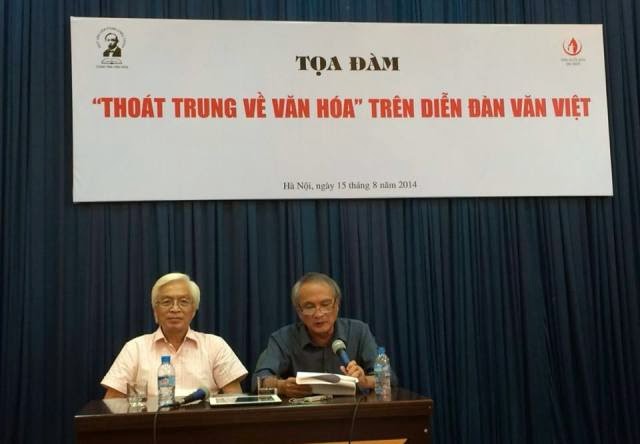 TỌA ĐÀM
“THOÁT TRUNG VỀ VĂN HÓA” TRÊN DIỄN ĐÀN VĂN VIỆT
Hà Nội, ngày 15 tháng 8 năm 2014